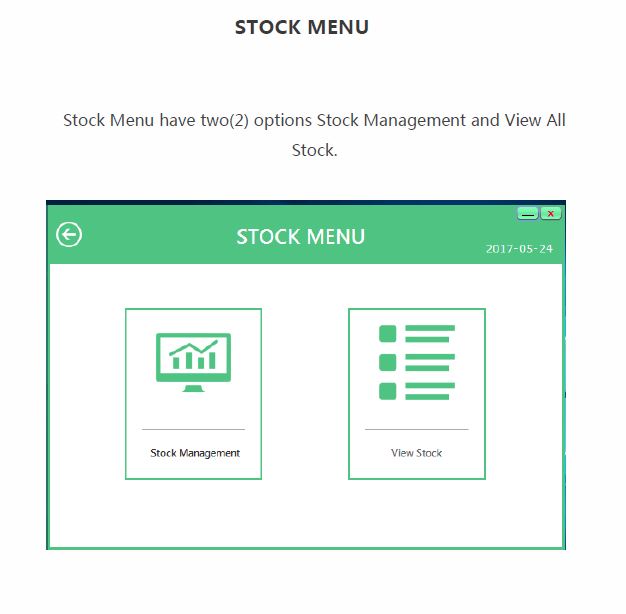 STOCK MENU
Stock Menu have two(2) options Stock Management and View All
Stock.
STOCK MENU
2017-05-24
Stock Management
View Stock